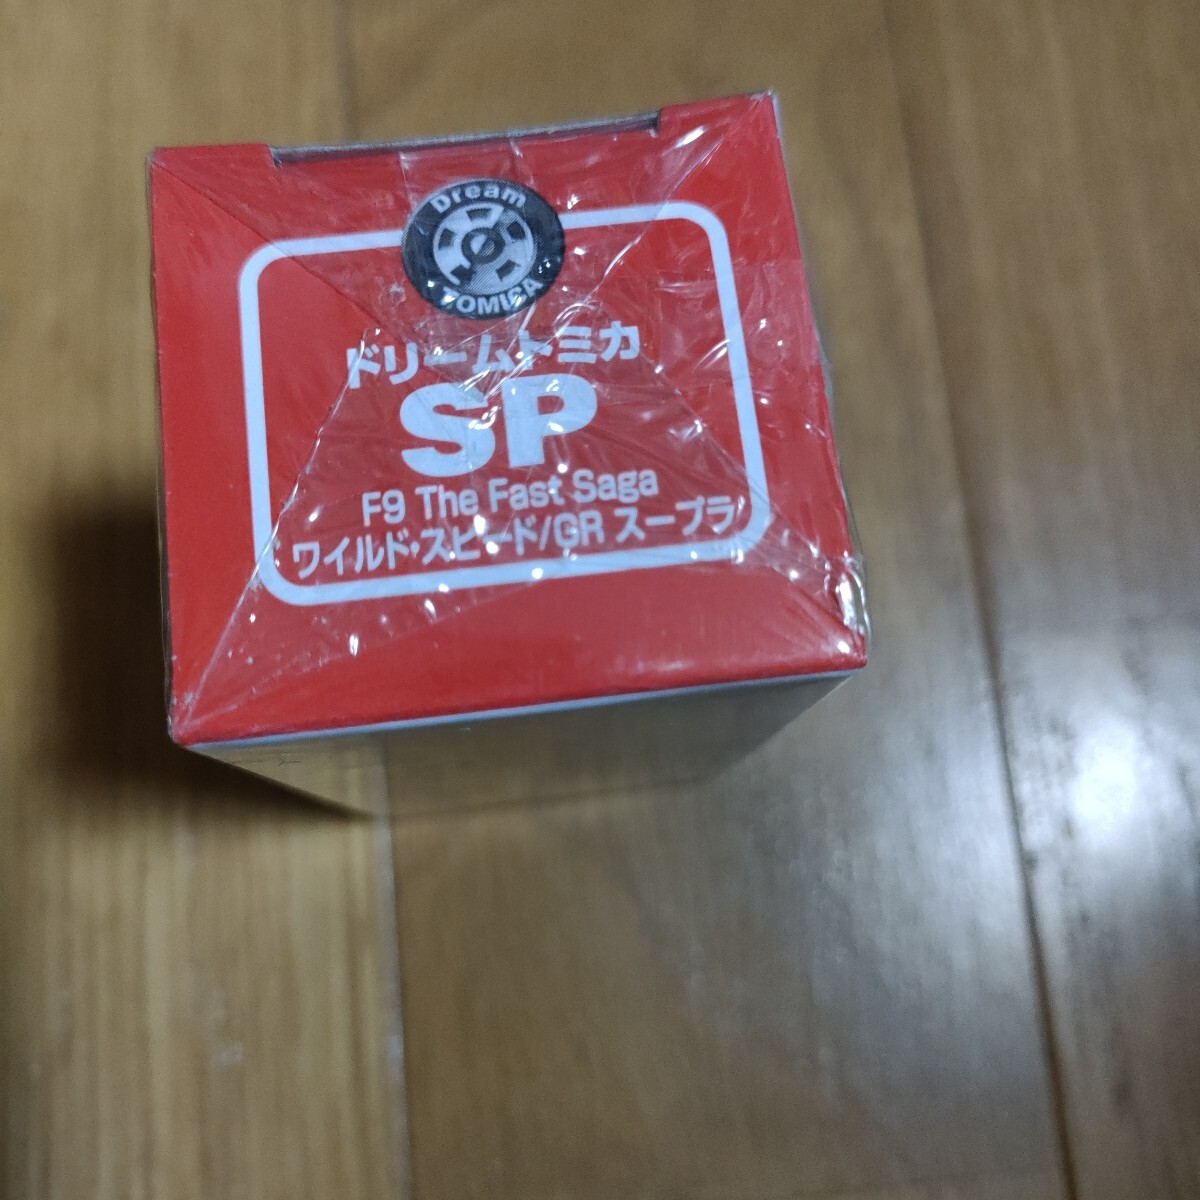 Dream
TOMICA
ドリームトミカ
SP
F9 The Fast Saga
ワイルド・スピード/GR スープラ